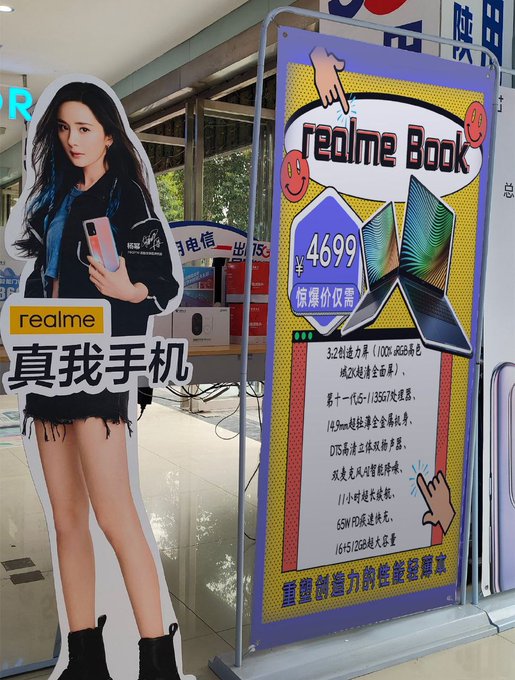 杨幂
realme
真我手机
realme Book
¥4699
惊爆价仅需
3:2创造力屏（100% sRGB高色
域2K超清全面屏）、
第十一代i5-1135G7处理器、
14.9mm超轻薄全金属机身、
DTS高清立体双扬声器、
双麦克风AI智能降噪、
11小时超长续航、
65W PD疾速快充、
16+512GB超大容量
重塑创造力的性能轻薄本
电信
5G
陕
用
总